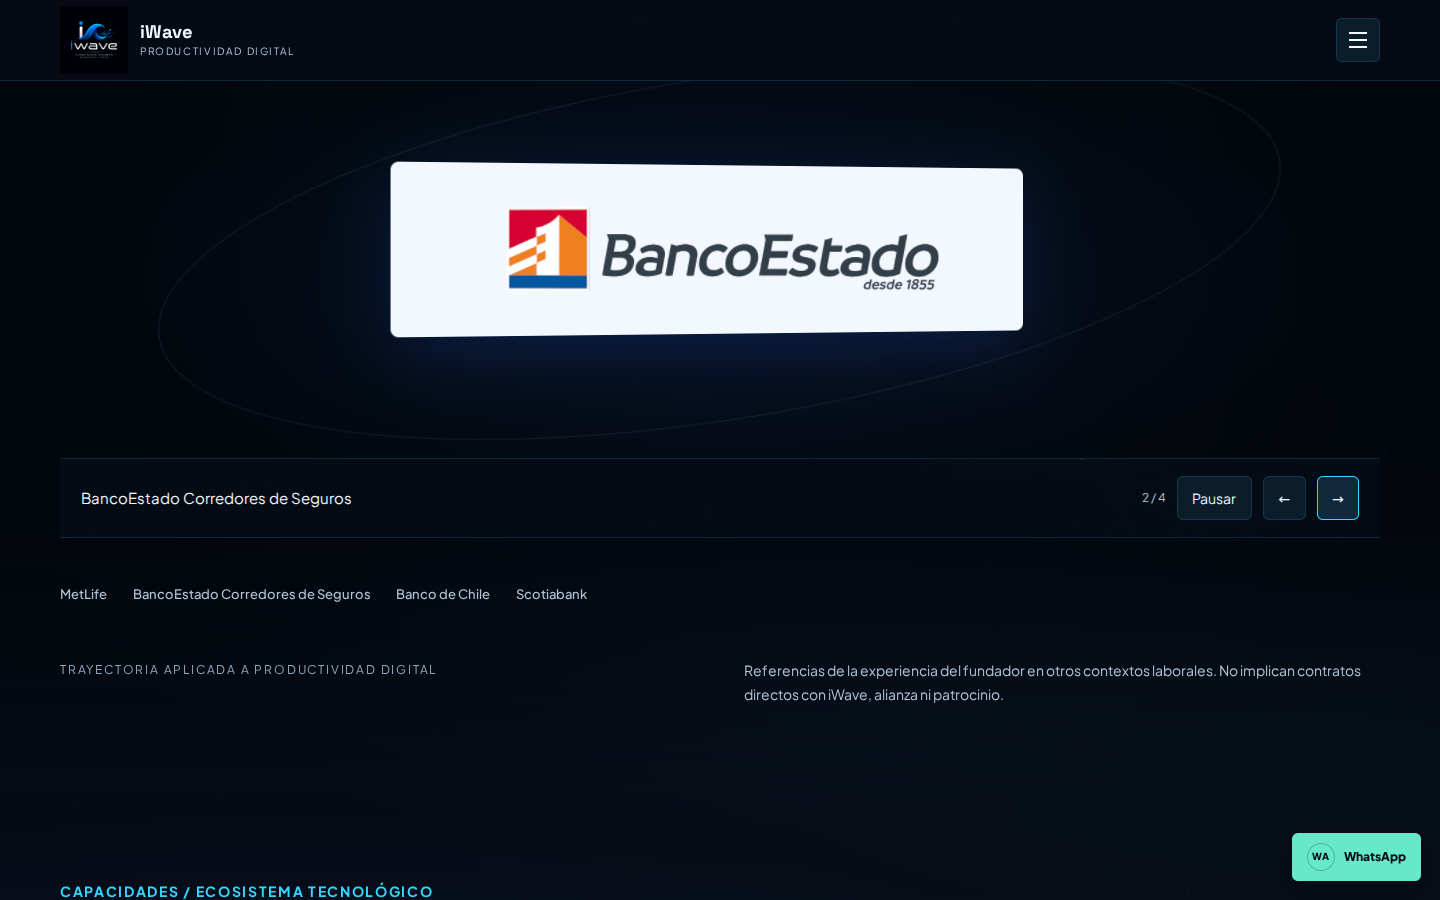 iwave
iWave
PRODUCTIVIDAD DIGITAL
BancoEstado
desde 1855
BancoEstado Corredores de Seguros
2/4
Pausar
←
→
MetLife
BancoEstado Corredores de Seguros
Banco de Chile
Scotiabank
TRAYECTORIA APLICADA A PRODUCTIVIDAD DIGITAL
Referencias de la experiencia del fundador en otros contextos laborales. No implican contratos
directos con iWave, alianza ni patrocinio.
WA WhatsApp
CAPACIDADES / ECOSISTEMA TECNOLÓGICO